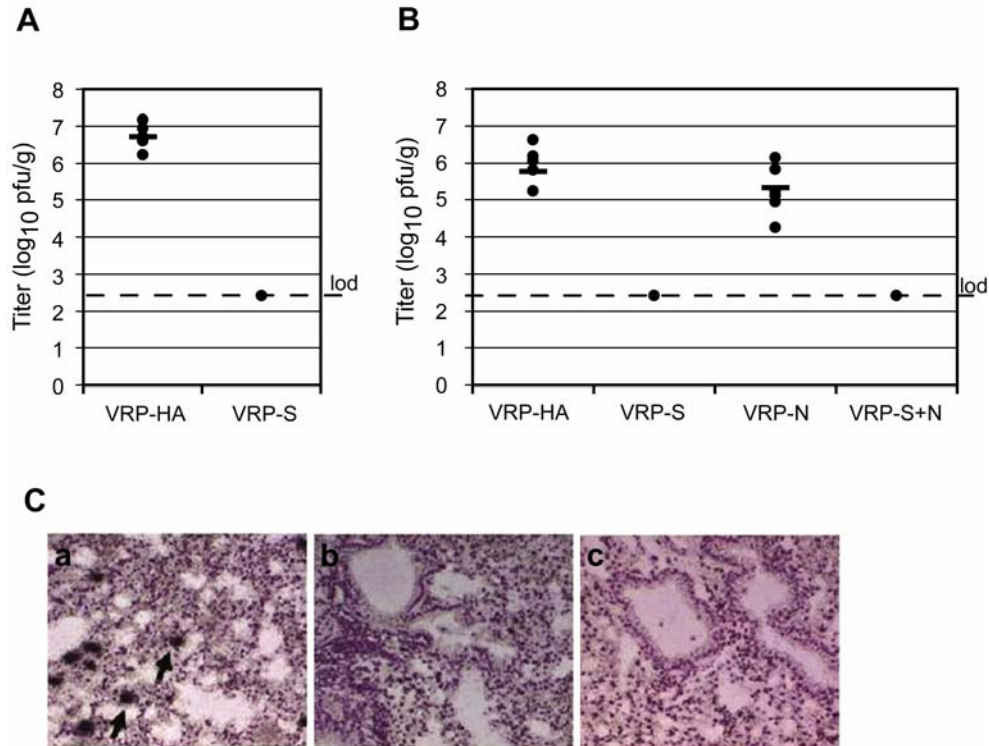 A
B
Titer (log10 pfu/g)
8
7
6
5
4
3
2
1
0
lod
VRP-HA VRP-S
Titer (log10 pfu/g)
8
7
6
5
4
3
2
1
0
lod
VRP-HA VRP-S VRP-N VRP-S+N
C
a b c